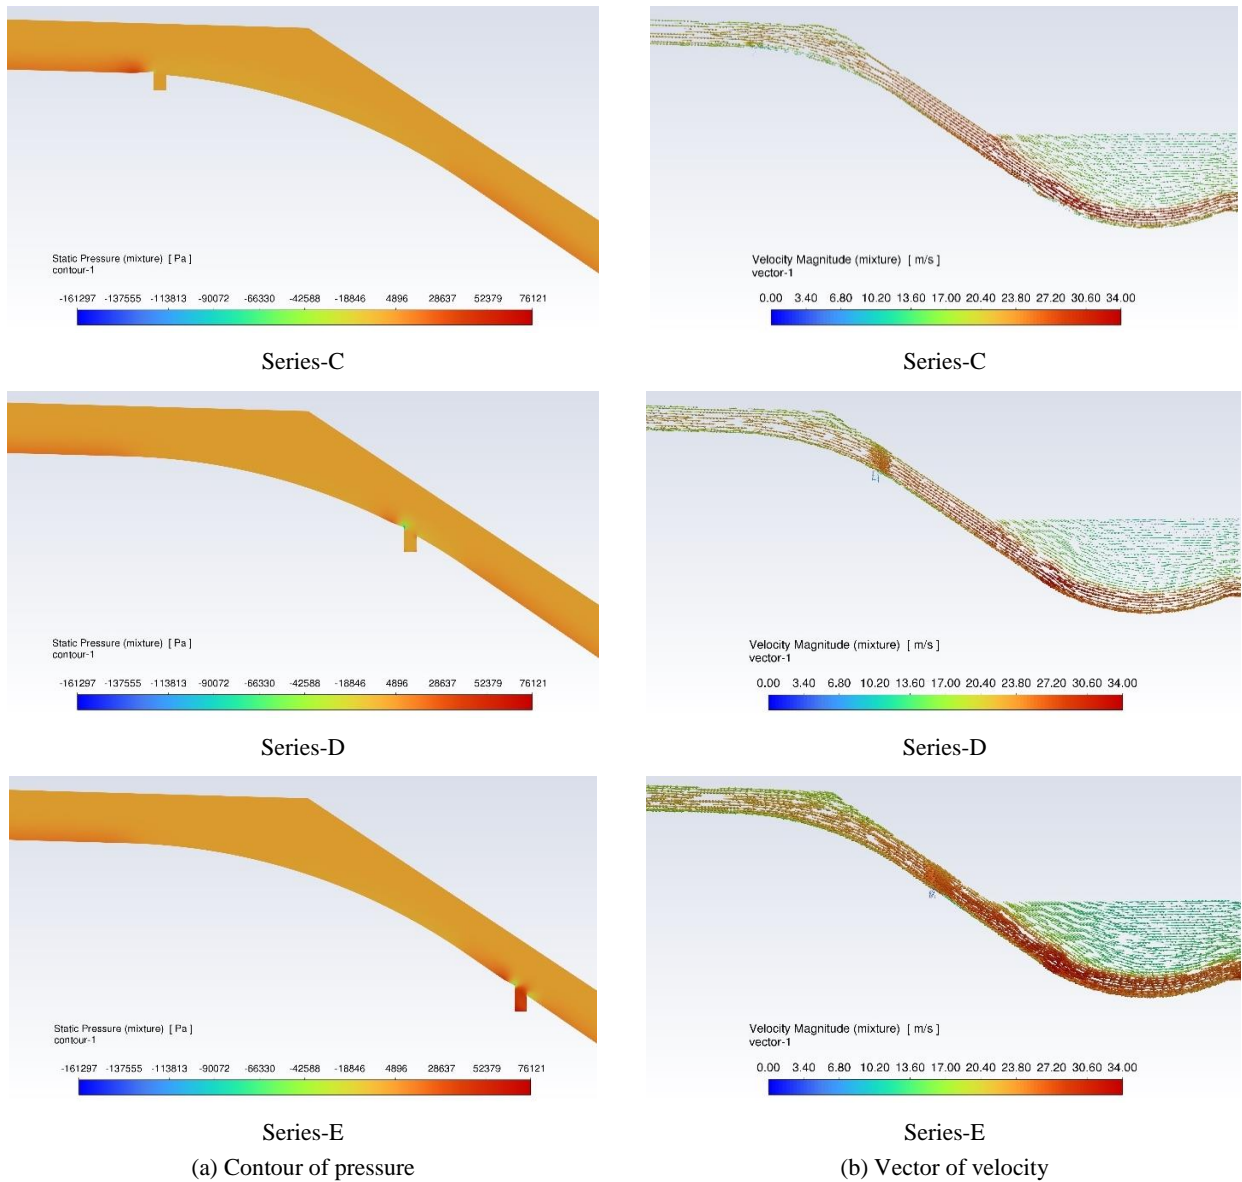 Static Pressure (mixture) [ Pa ]
contour-1
-161297 -137555 -113813 -90072 -66330 -42588 -18846 4896 28637 52379 76121
Series-C
Velocity Magnitude (mixture) [ m/s ]
vector-1
0.00 3.40 6.80 10.20 13.60 17.00 20.40 23.80 27.20 30.60 34.00
Series-C
Static Pressure (mixture) [ Pa ]
contour-1
-161297 -137555 -113813 -90072 -66330 -42588 -18846 4896 28637 52379 76121
Series-D
Velocity Magnitude (mixture) [ m/s ]
vector-1
0.00 3.40 6.80 10.20 13.60 17.00 20.40 23.80 27.20 30.60 34.00
Series-D
Static Pressure (mixture) [ Pa ]
contour-1
-161297 -137555 -113813 -90072 -66330 -42588 -18846 4896 28637 52379 76121
Series-E
(a) Contour of pressure
Velocity Magnitude (mixture) [ m/s ]
vector-1
0.00 3.40 6.80 10.20 13.60 17.00 20.40 23.80 27.20 30.60 34.00
Series-E
(b) Vector of velocity